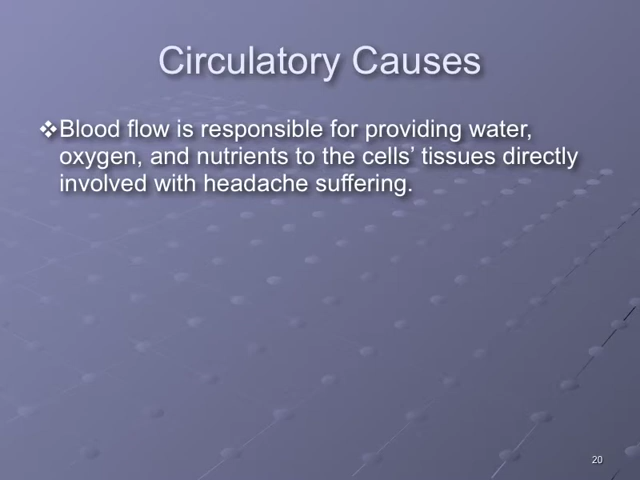 Circulatory Causes
❖Blood flow is responsible for providing water,
oxygen, and nutrients to the cells’ tissues directly
involved with headache suffering.
20